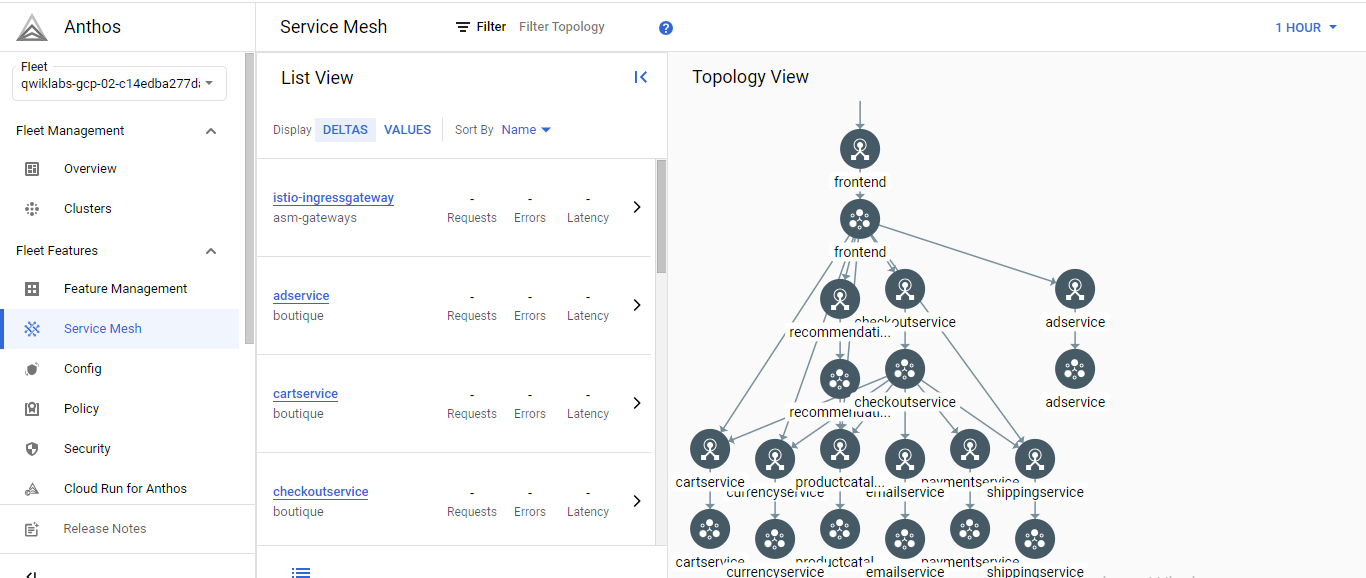 Anthos
Service Mesh
Filter Filter Topology
1 HOUR
Fleet
qwiklabs-gcp-02-c14edba277d
Fleet Management
Overview
Clusters
Fleet Features
Feature Management
Service Mesh
Config
Policy
Security
Cloud Run for Anthos
Release Notes
List View
Display DELTAS VALUES Sort By Name
istio-ingressgateway
asm-gateways
- - -
Requests Errors Latency
adservice
boutique
- - -
Requests Errors Latency
cartservice
boutique
- - -
Requests Errors Latency
checkoutservice
boutique
- - -
Requests Errors Latency
Topology View
frontend
frontend
checkoutservice
adservice
recommendati...
checkoutservice
adservice
recommendati...
cartservice
productcatal...
paymentservice
currencyservice
emailservice
shippingservice
cartservice
productcatal
paymentservice
currencyservice
emailservice
shippingservice